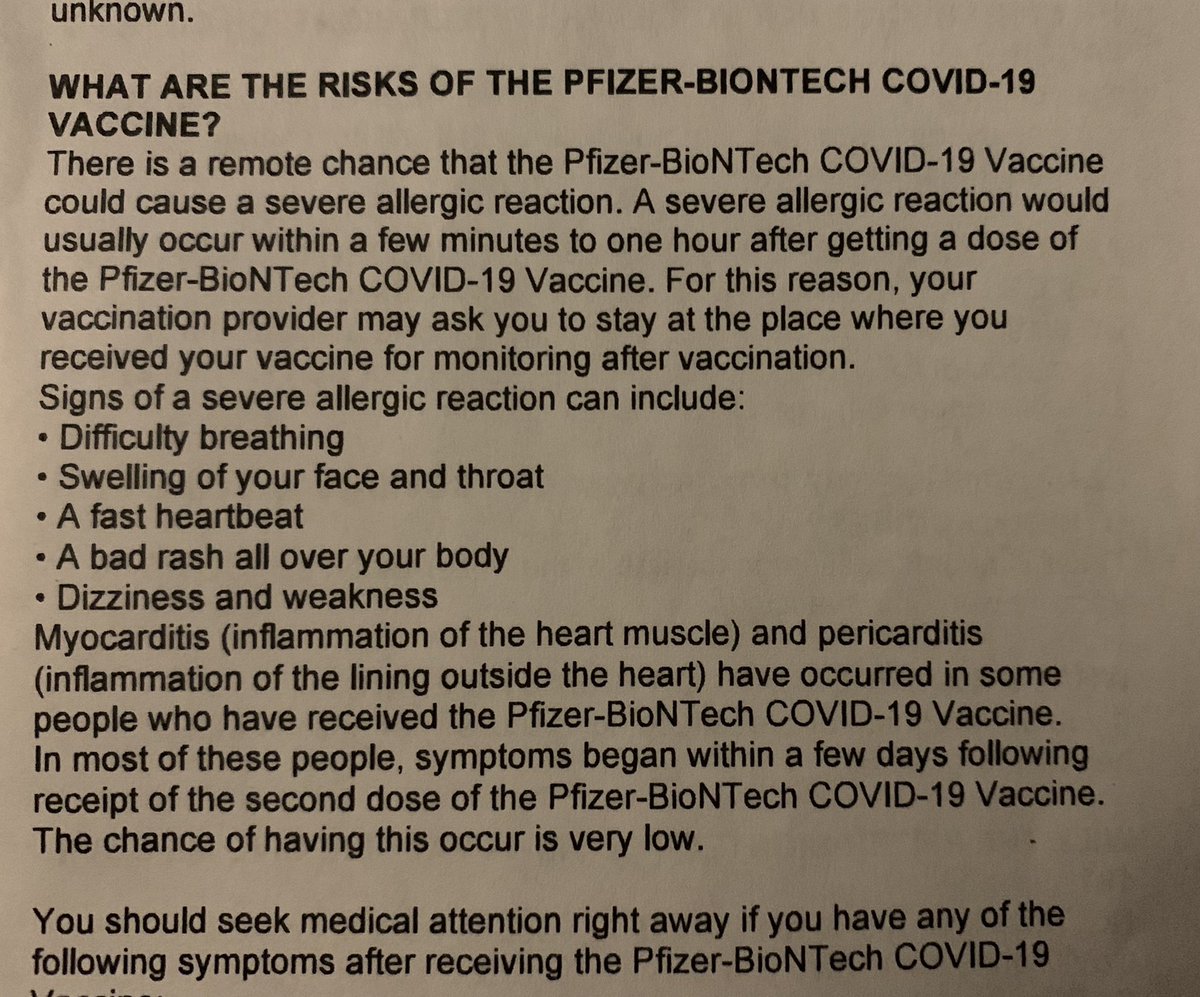 unknown.
WHAT ARE THE RISKS OF THE PFIZER-BIONTECH COVID-19
VACCINE?
There is a remote chance that the Pfizer-BioNTech COVID-19 Vaccine
could cause a severe allergic reaction. A severe allergic reaction would
usually occur within a few minutes to one hour after getting a dose of
the Pfizer-BioNTech COVID-19 Vaccine. For this reason, your
vaccination provider may ask you to stay at the place where you
received your vaccine for monitoring after vaccination.
Signs of a severe allergic reaction can include:
• Difficulty breathing
• Swelling of your face and throat
• A fast heartbeat
• A bad rash all over your body
• Dizziness and weakness
Myocarditis (inflammation of the heart muscle) and pericarditis
(inflammation of the lining outside the heart) have occurred in some
people who have received the Pfizer-BioNTech COVID-19 Vaccine.
In most of these people, symptoms began within a few days following
receipt of the second dose of the Pfizer-BioNTech COVID-19 Vaccine.
The chance of having this occur is very low.
You should seek medical attention right away if you have any of the
following symptoms after receiving the Pfizer-BioNTech COVID-19